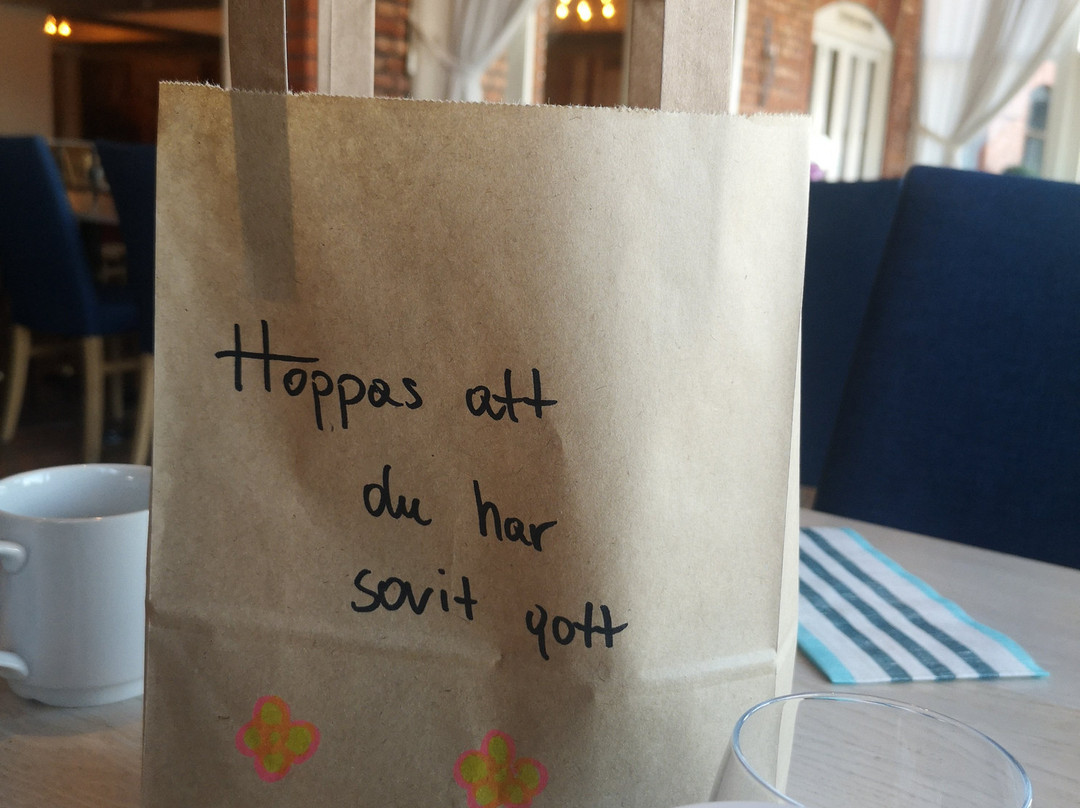 Hoppas att
du har
sovit gott